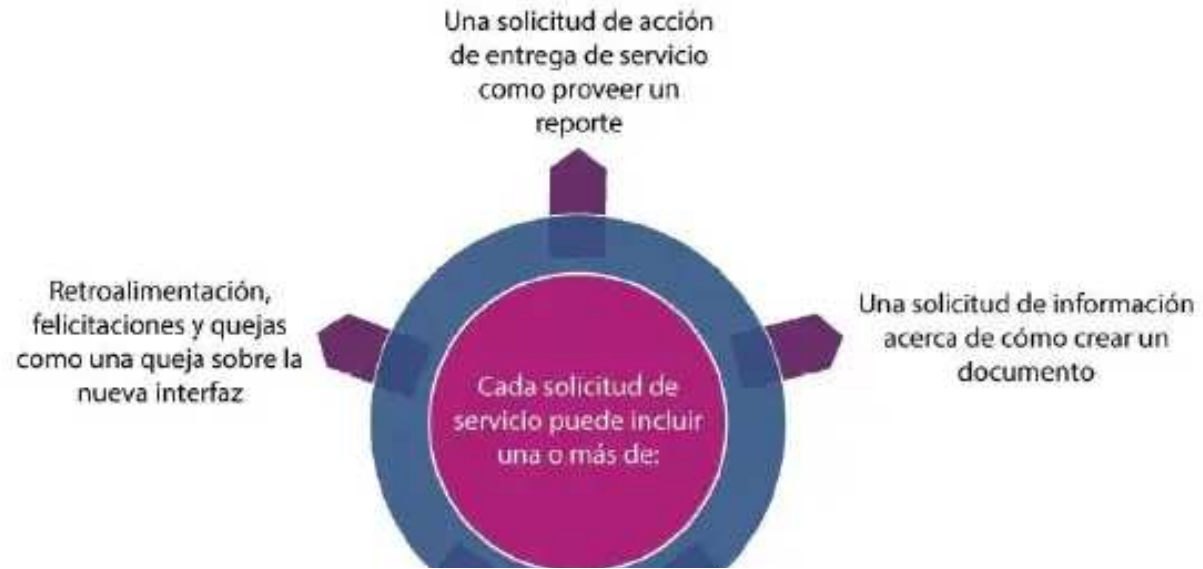 Una solicitud de acción
de entrega de servicio
como proveer un
reporte
Retroalimentación,
felicitaciones y quejas
como una queja sobre la
nueva interfaz
Cada solicitud de
servicio puede incluir
una o más de:
Una solicitud de información
acerca de cómo crear un
documento